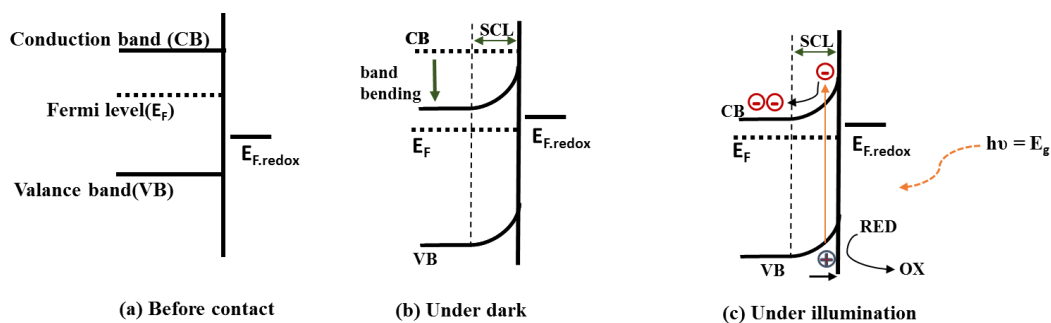 Conduction band (CB)
Fermi level(EF)
EF.redox
Valance band(VB)
(a) Before contact
CB
SCL
band
bending
EF
EF.redox
VB
(b) Under dark
SCL
CB
EF
EF.redox
hυ = Eg
RED
OX
VB
(c) Under illumination